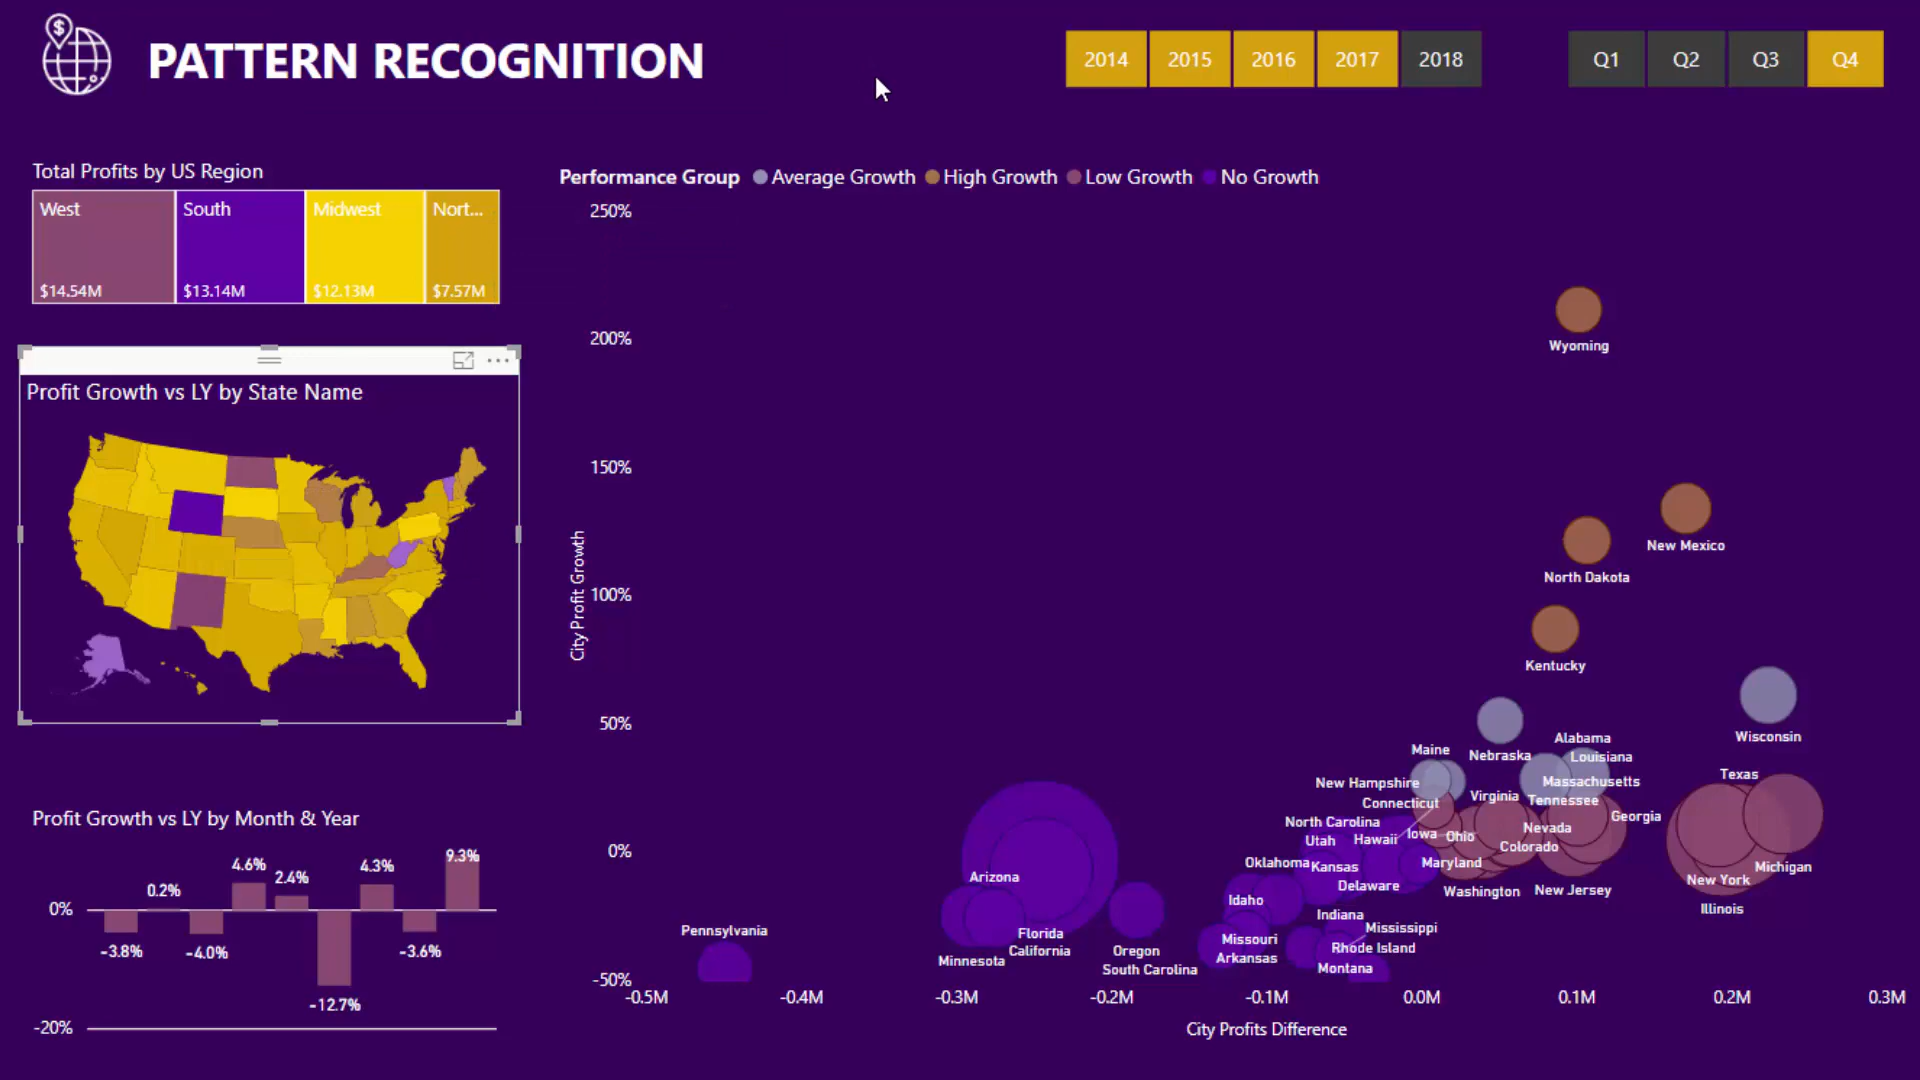 $
PATTERN RECOGNITION
2014 2015 2016 2017 2018
Q1 Q2 Q3 Q4
Total Profits by US Region
West South Midwest Nort...
$14.54M $13.14M $12.13M $7.57M
Profit Growth vs LY by State Name
Profit Growth vs LY by Month & Year
4.6% 4.3% 9.3%
0.2% 2.4%
0%
-3.8% -4.0% -3.6%
-12.7%
-20%
Performance Group Average Growth High Growth Low Growth No Growth
250%
200%
150%
100%
50%
0%
-50%
City Profit Growth
Wyoming
New Mexico
North Dakota
Kentucky
Wisconsin
Alabama
Maine
Nebraska
Louisiana
Texas
New Hampshire
Massachusetts
Connecticut
Virginia
Tennessee
Georgia
North Carolina
Nevada
Utah
Hawaii
Iowa
Ohio
Colorado
Oklahoma
Kansas
Maryland
Michigan
Arizona
Delaware
Washington
New Jersey
New York
Idaho
Illinois
Indiana
Pennsylvania
Florida
Mississippi
Missouri
Rhode Island
California
Oregon
Minnesota
Arkansas
South Carolina
Montana
-0.5M -0.4M -0.3M -0.2M -0.1M 0.0M 0.1M 0.2M 0.3M
City Profits Difference